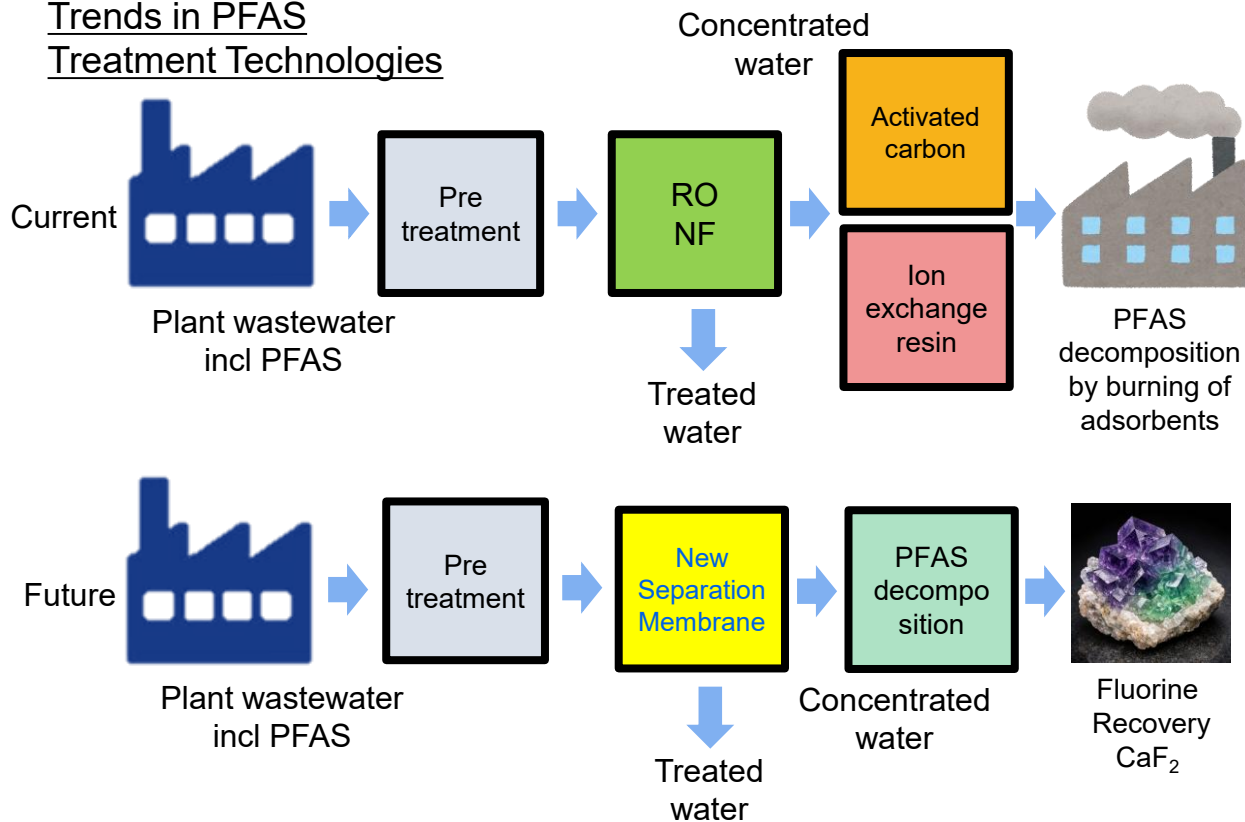 Trends in PFAS
Treatment Technologies
Current
Plant wastewater
incl PFAS
Pre
treatment
RO
NF
Treated
water
Concentrated
water
Activated
carbon
Ion
exchange
resin
PFAS
decomposition
by burning of
adsorbents
Future
Plant wastewater
incl PFAS
Pre
treatment
New
Separation
Membrane
Treated
water
PFAS
decompo
sition
Concentrated
water
Fluorine
Recovery
CaF₂